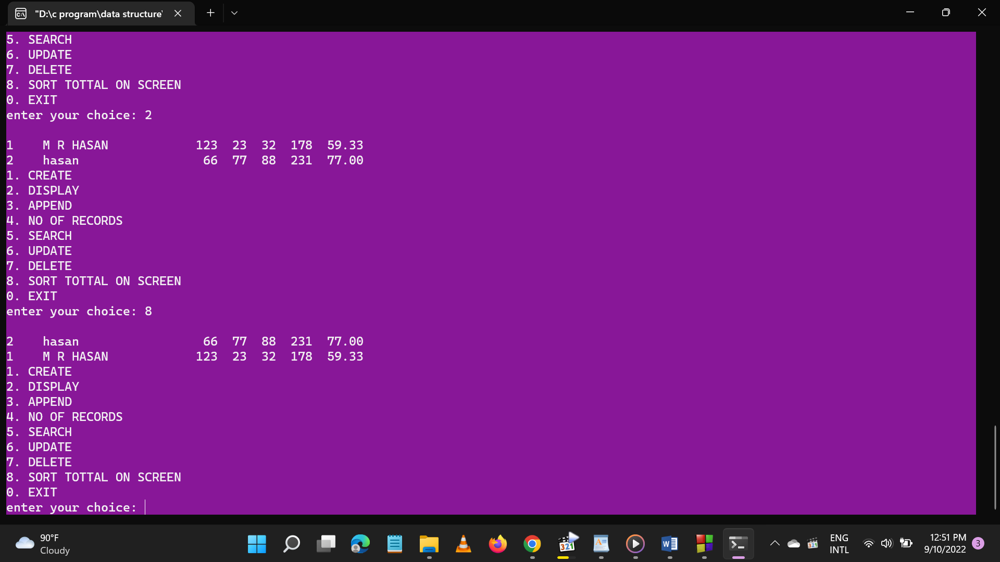 "D:\c program\data structure\
5. SEARCH
6. UPDATE
7. DELETE
8. SORT TOTTAL ON SCREEN
0. EXIT
enter your choice: 2
1    M R HASAN            123  23  32  178  59.33
2    hasan                 66  77  88  231  77.00
1. CREATE
2. DISPLAY
3. APPEND
4. NO OF RECORDS
5. SEARCH
6. UPDATE
7. DELETE
8. SORT TOTTAL ON SCREEN
0. EXIT
enter your choice: 8
2    hasan                 66  77  88  231  77.00
1    M R HASAN            123  23  32  178  59.33
1. CREATE
2. DISPLAY
3. APPEND
4. NO OF RECORDS
5. SEARCH
6. UPDATE
7. DELETE
8. SORT TOTTAL ON SCREEN
0. EXIT
enter your choice:
90°F
Cloudy
321
W
321
ENG
INTL
12:51 PM
9/10/2022
3